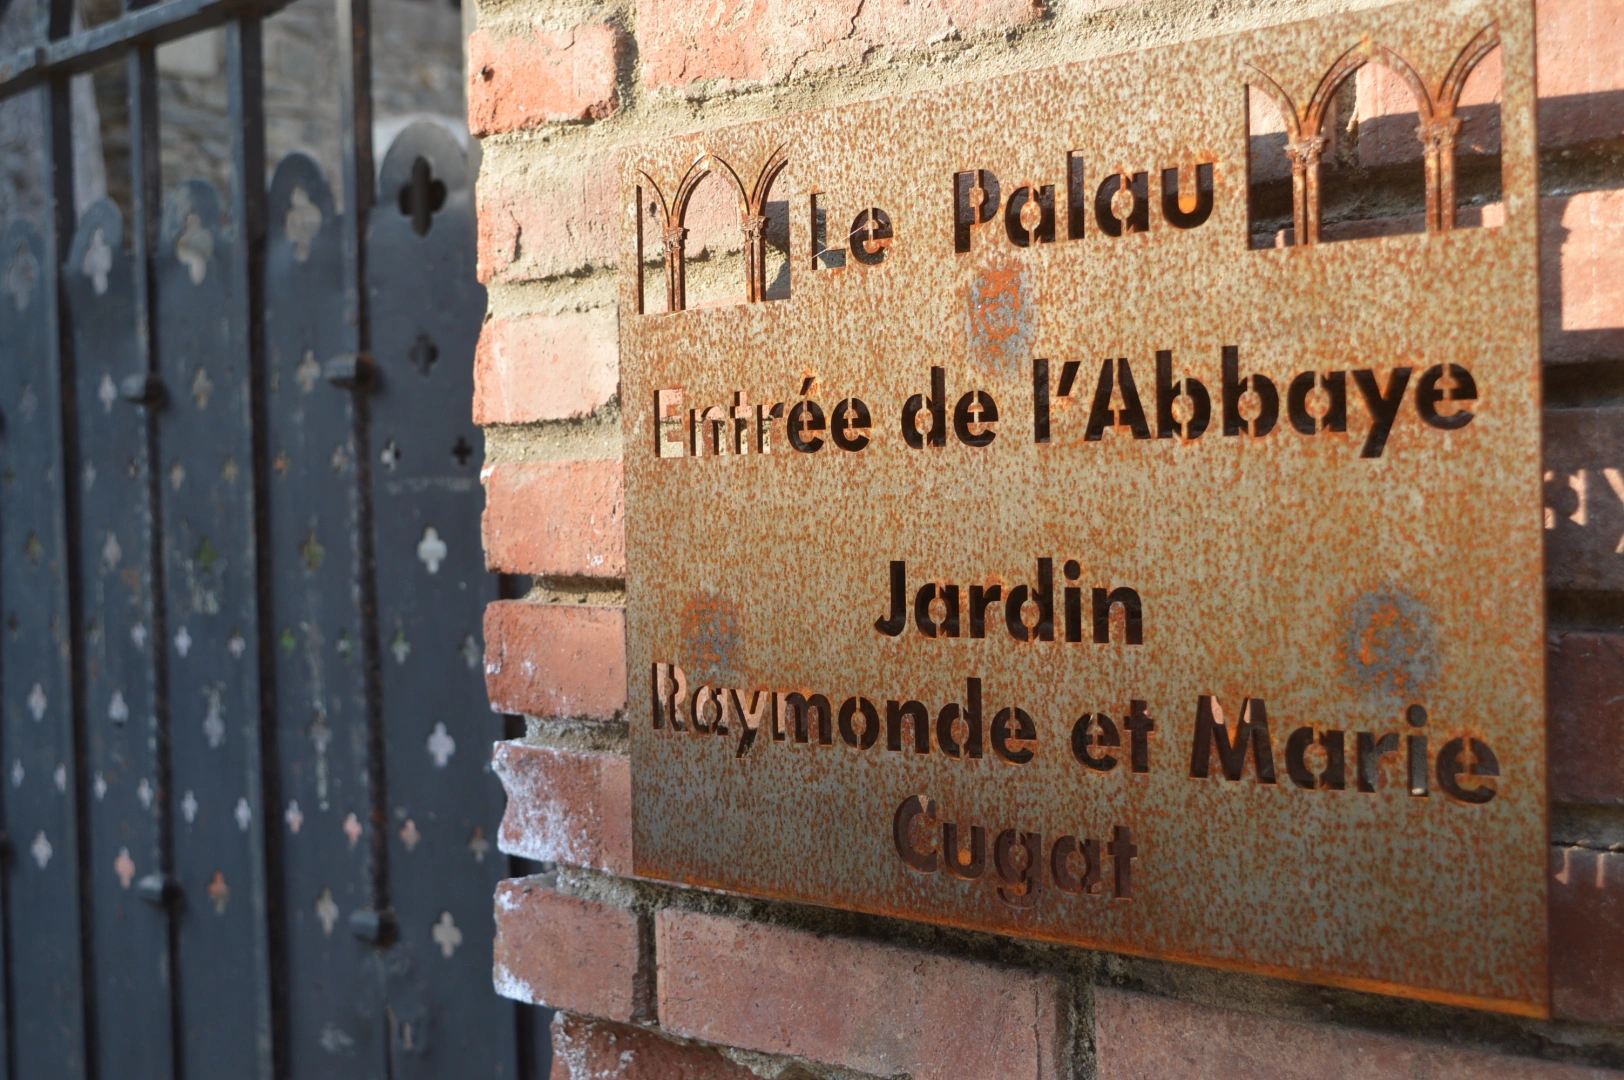 Le Palau
Entrée de l'Abbaye
Jardin
Raymonde et Marie
Cugat